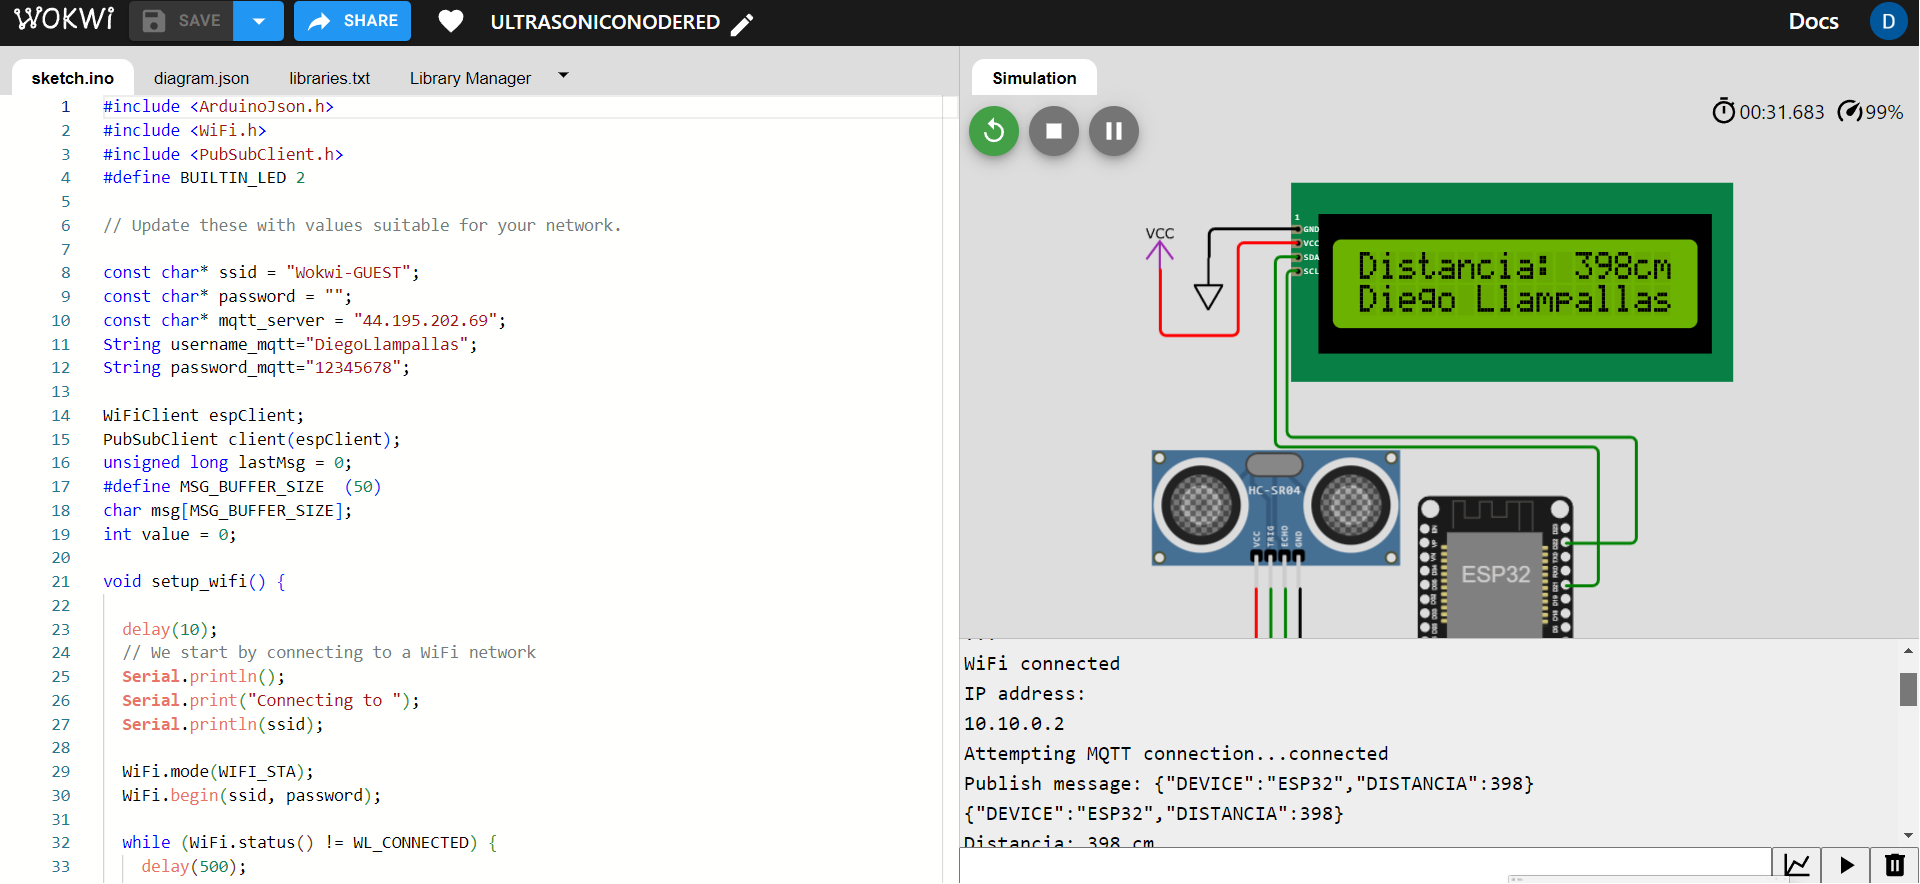 WOKWi
SAVE
SHARE
ULTRASONICONODERED
Docs
D
sketch.ino
diagram.json
libraries.txt
Library Manager
1 #include <ArduinoJson.h>
2 #include <WiFi.h>
3 #include <PubSubClient.h>
4 #define BUILTIN_LED 2
5
6 // Update these with values suitable for your network.
7
8 const char* ssid = "Wokwi-GUEST";
9 const char* password = "";
10 const char* mqtt_server = "44.195.202.69";
11 String username_mqtt="DiegoLlampallas";
12 String password_mqtt="12345678";
13
14 WiFiClient espClient;
15 PubSubClient client(espClient);
16 unsigned long lastMsg = 0;
17 #define MSG_BUFFER_SIZE  (50)
18 char msg[MSG_BUFFER_SIZE];
19 int value = 0;
20
21 void setup_wifi() {
22
23 delay(10);
24 // We start by connecting to a WiFi network
25 Serial.println();
26 Serial.print("Connecting to ");
27 Serial.println(ssid);
28
29 WiFi.mode(WIFI_STA);
30 WiFi.begin(ssid, password);
31
32 while (WiFi.status() != WL_CONNECTED) {
33 delay(500);
Simulation
00:31.683
99%
VCC
1
GND
VCC
SDA
SCL
Distancia: 398cm
Diego Llampallas
HC-SR04
VCC
TRIG
ECHO
GND
ESP32
WiFi connected
IP address:
10.10.0.2
Attempting MQTT connection...connected
Publish message: {"DEVICE":"ESP32","DISTANCIA":398}
{"DEVICE":"ESP32","DISTANCIA":398}
Distancia: 398 cm